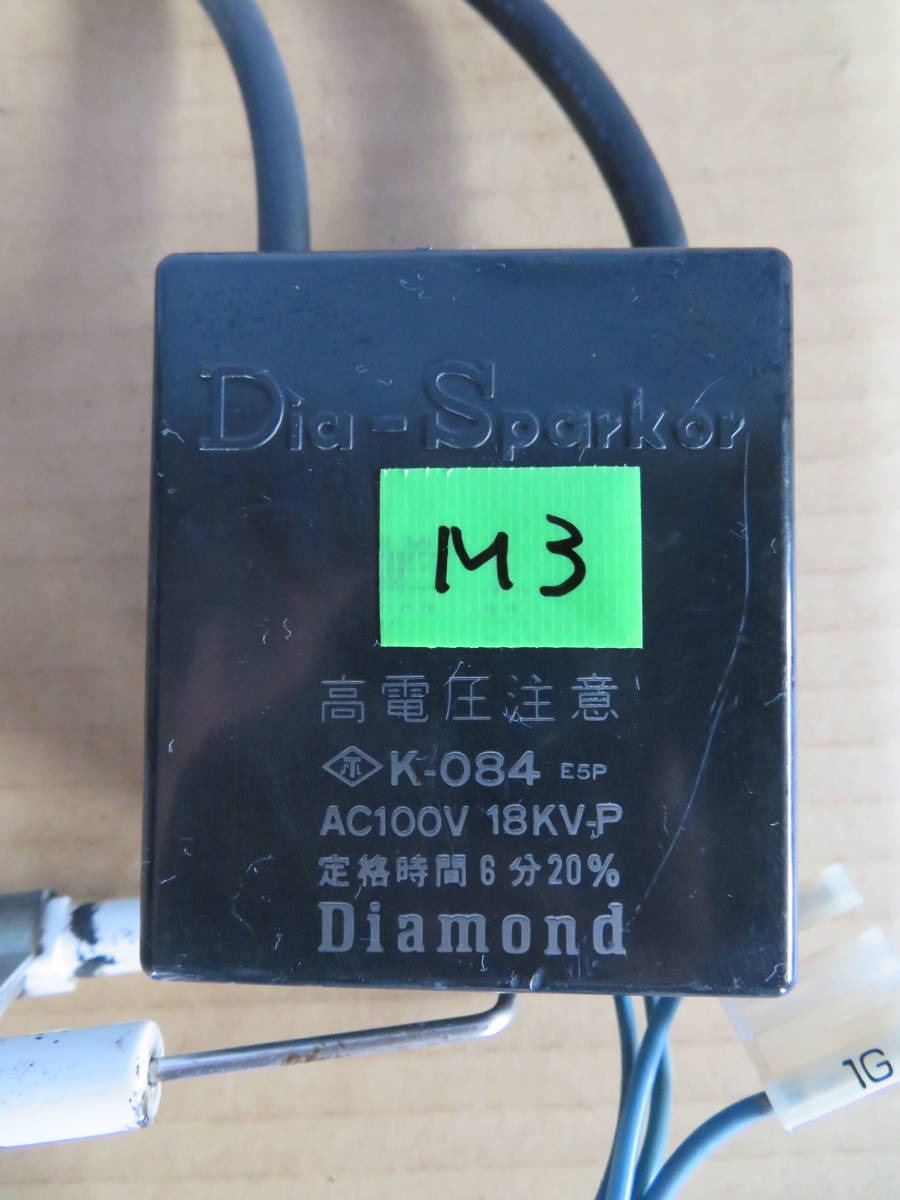 Dia-Sparkor
M3
高電圧注意
K-084 E5P
AC100V 18KV-P
定格時間6分20%
Diamond
1G